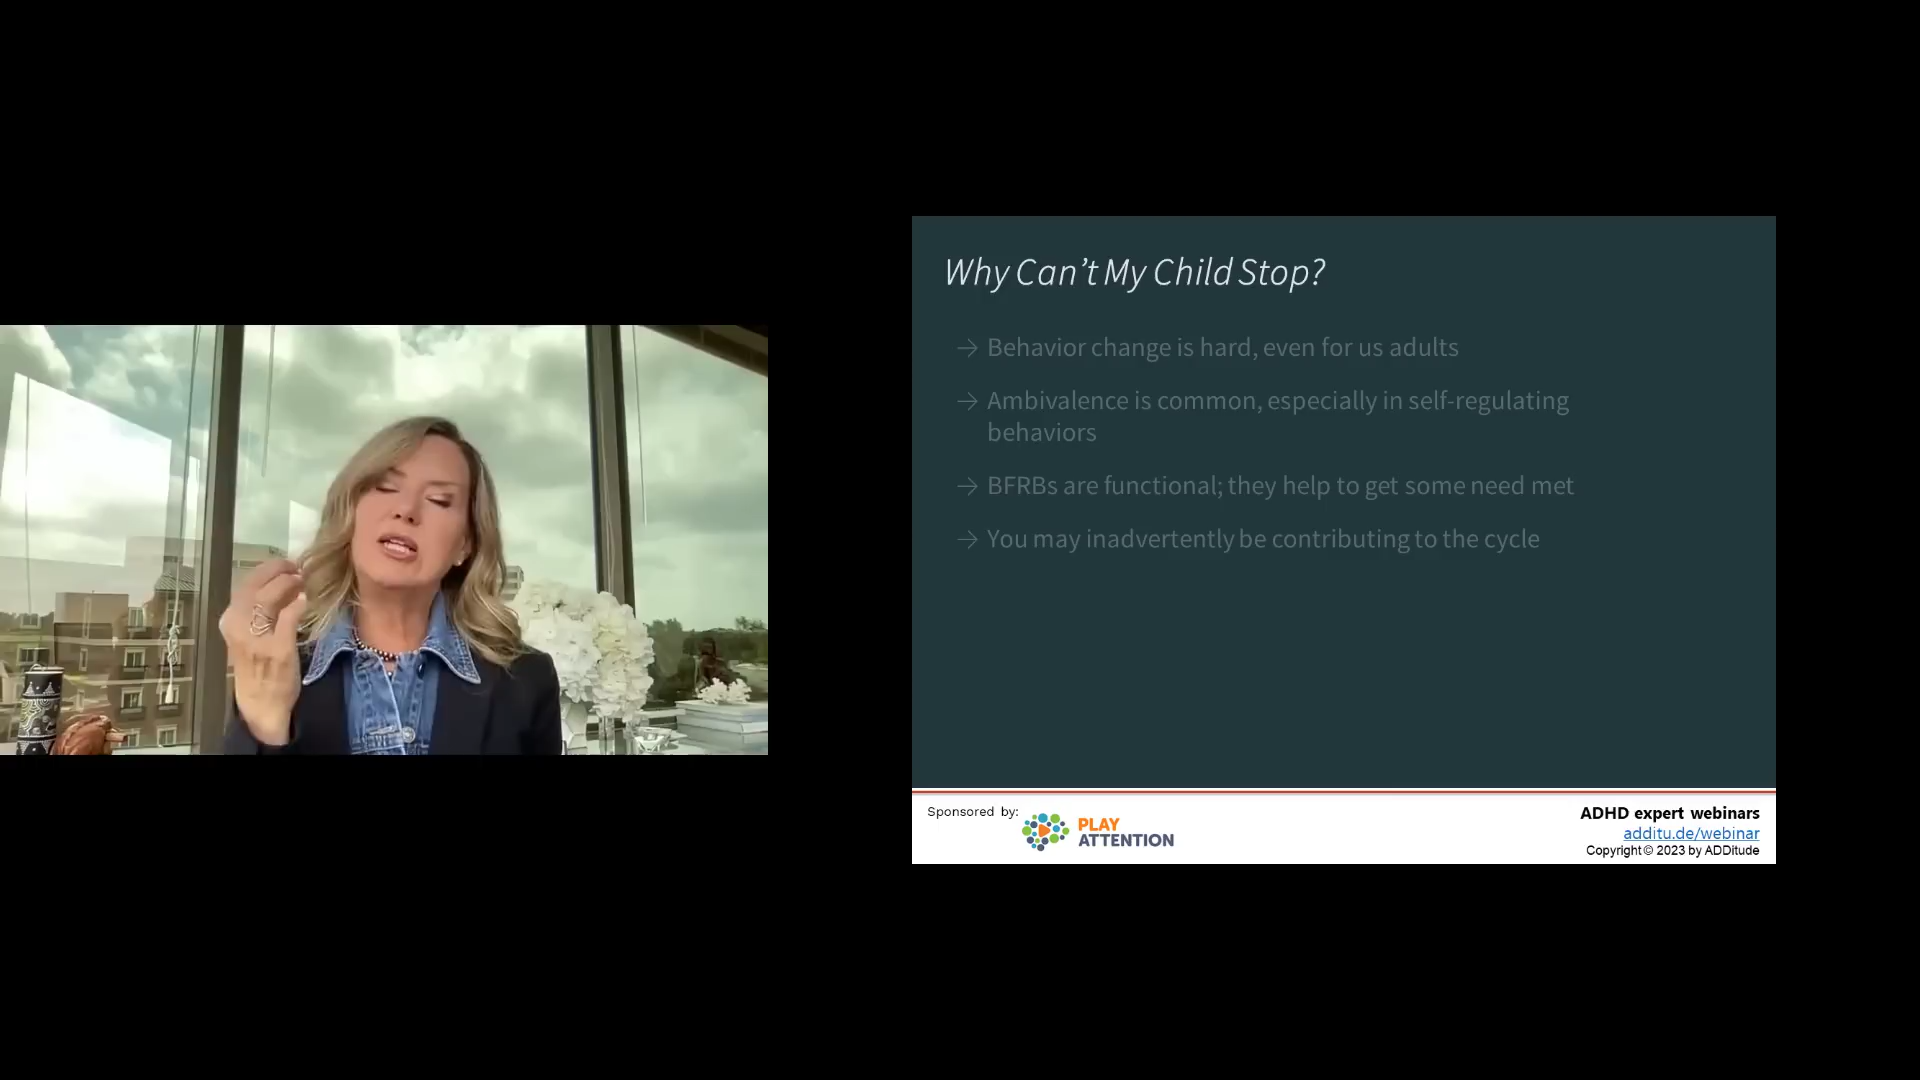 Why Can't My Child Stop?
→ Behavior change is hard, even for us adults
→ Ambivalence is common, especially in self-regulating
behaviors
→ BFRBs are functional; they help to get some need met
→ You may inadvertently be contributing to the cycle
Sponsored by:
PLAY
ATTENTION
ADHD expert webinars
additu.de/webinar
Copyright © 2023 by ADDitude